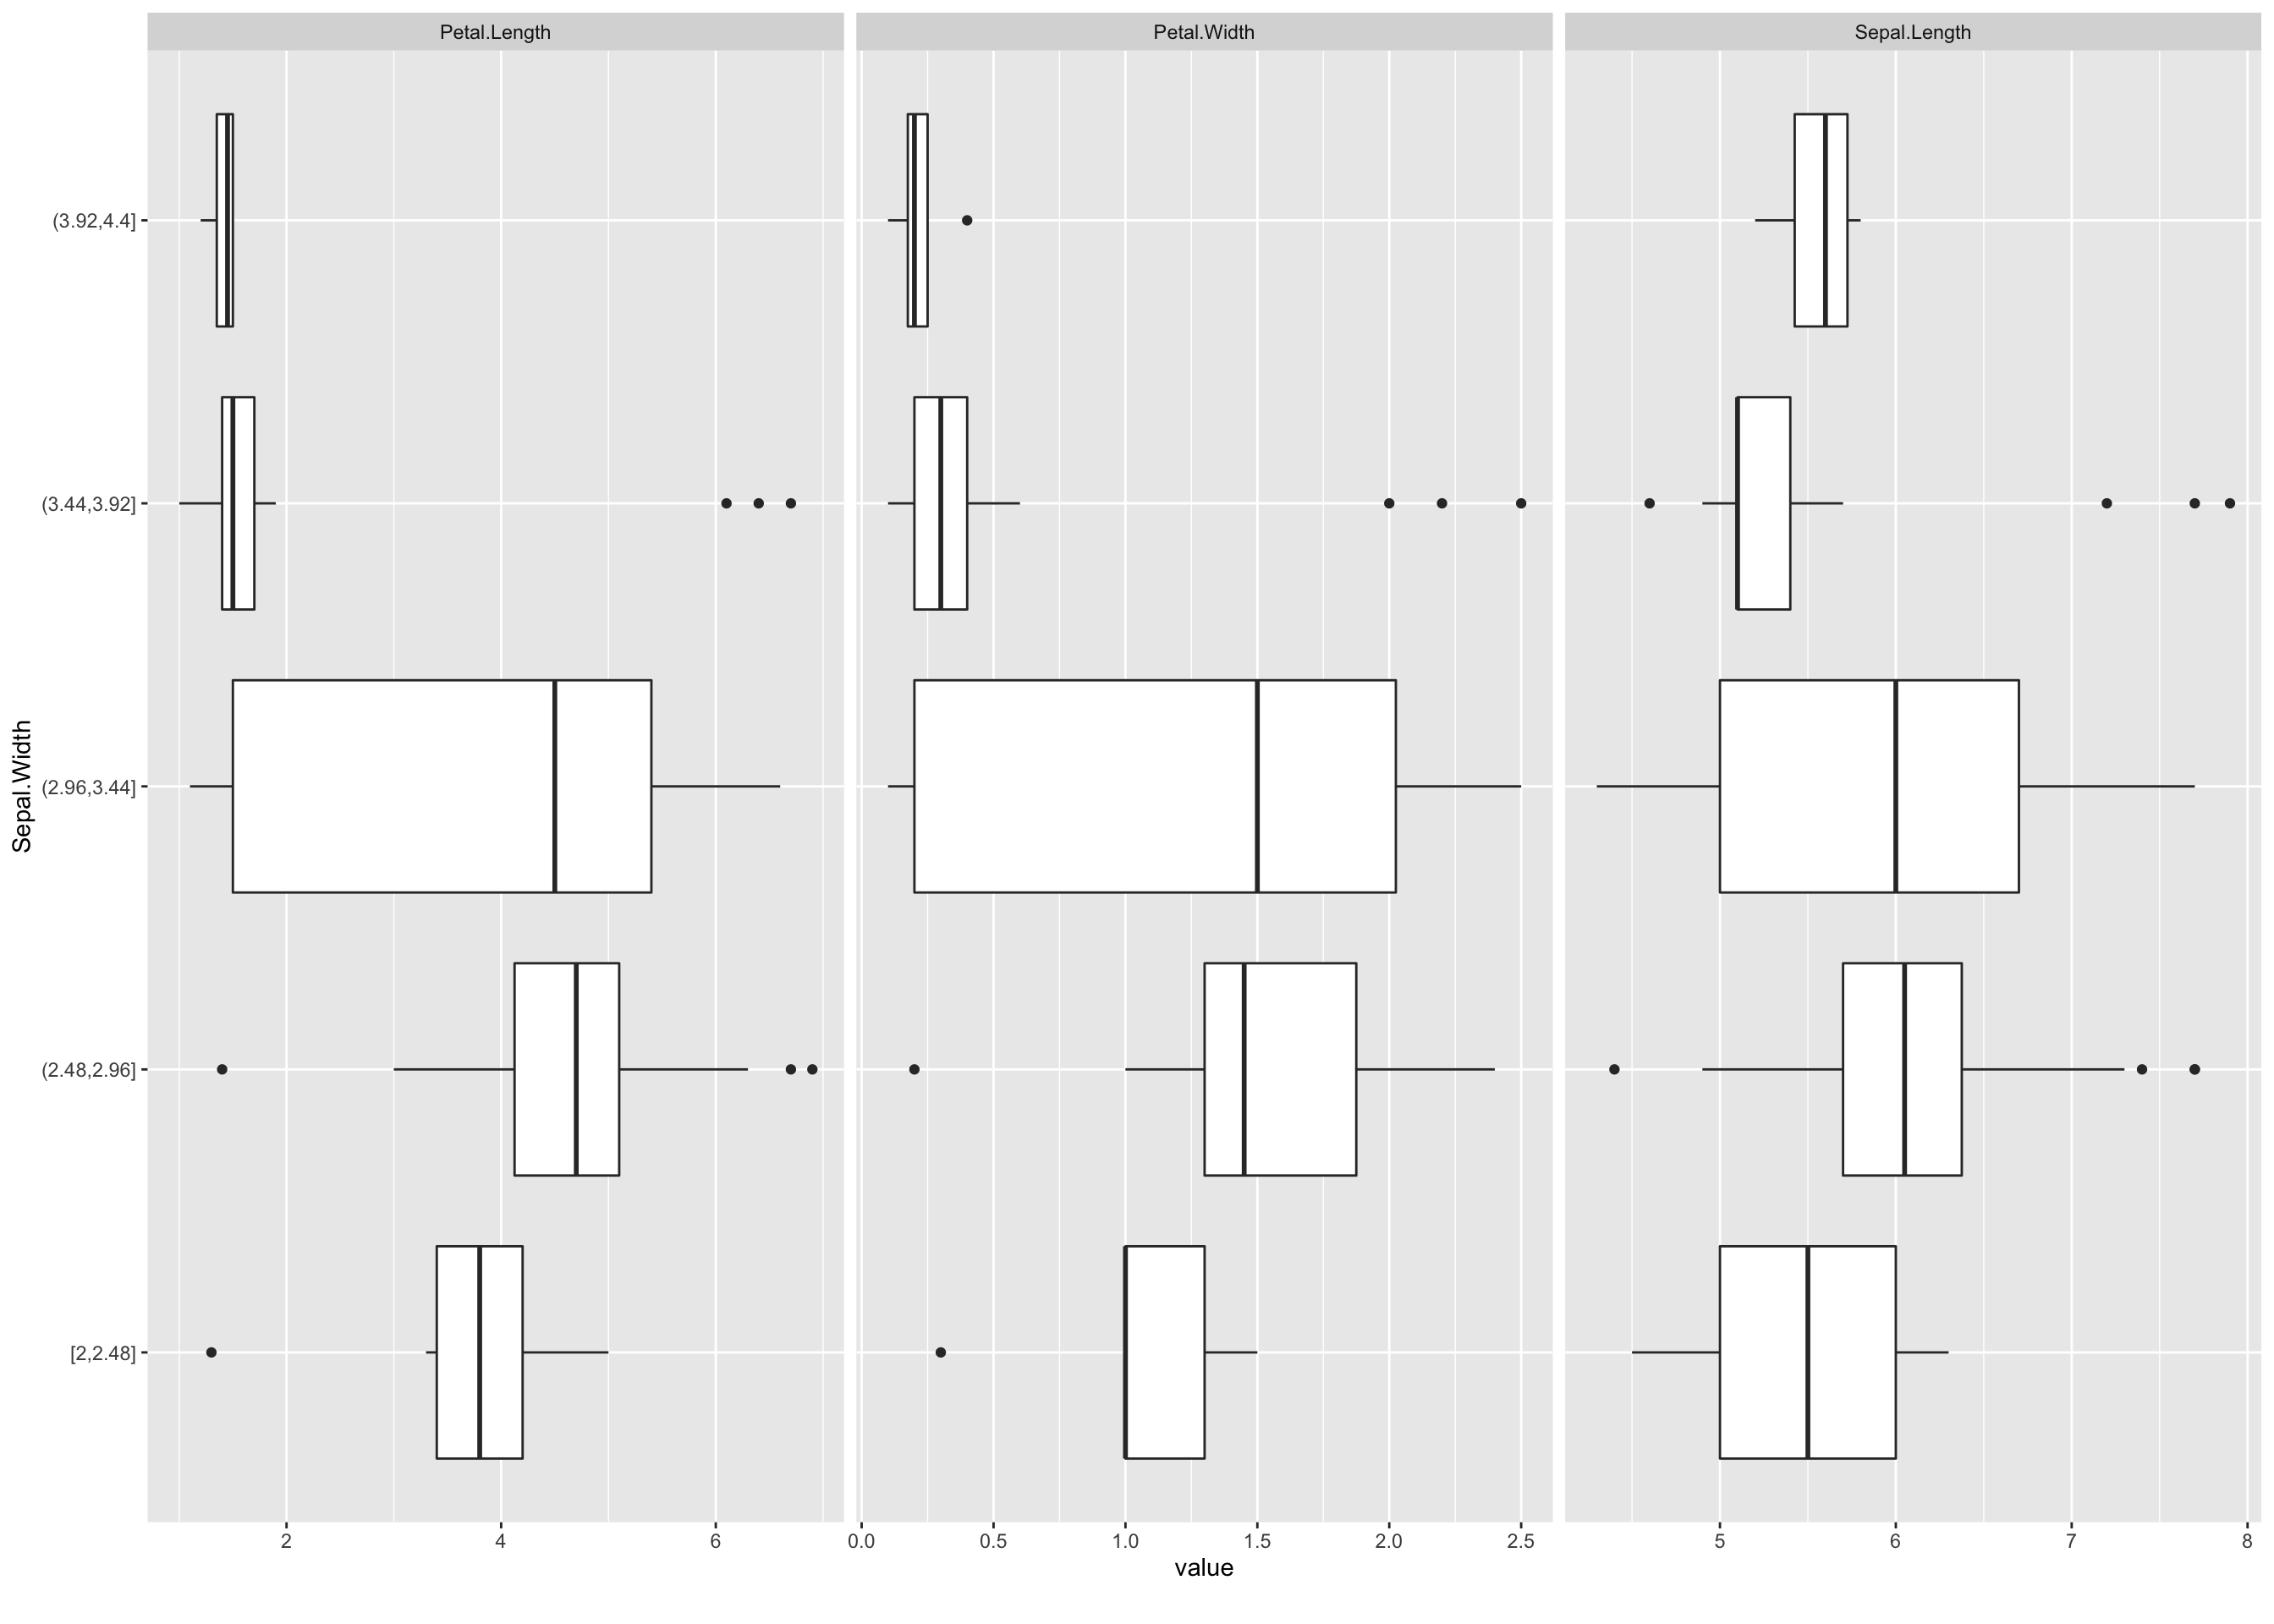 Petal.Length Petal.Width Sepal.Length
(3.92,4.4]
(3.44,3.92]
(2.96,3.44]
(2.48,2.96]
[2,2.48]
Sepal.Width
2 4 6 0.0 0.5 1.0 1.5 2.0 2.5 5 6 7 8
value